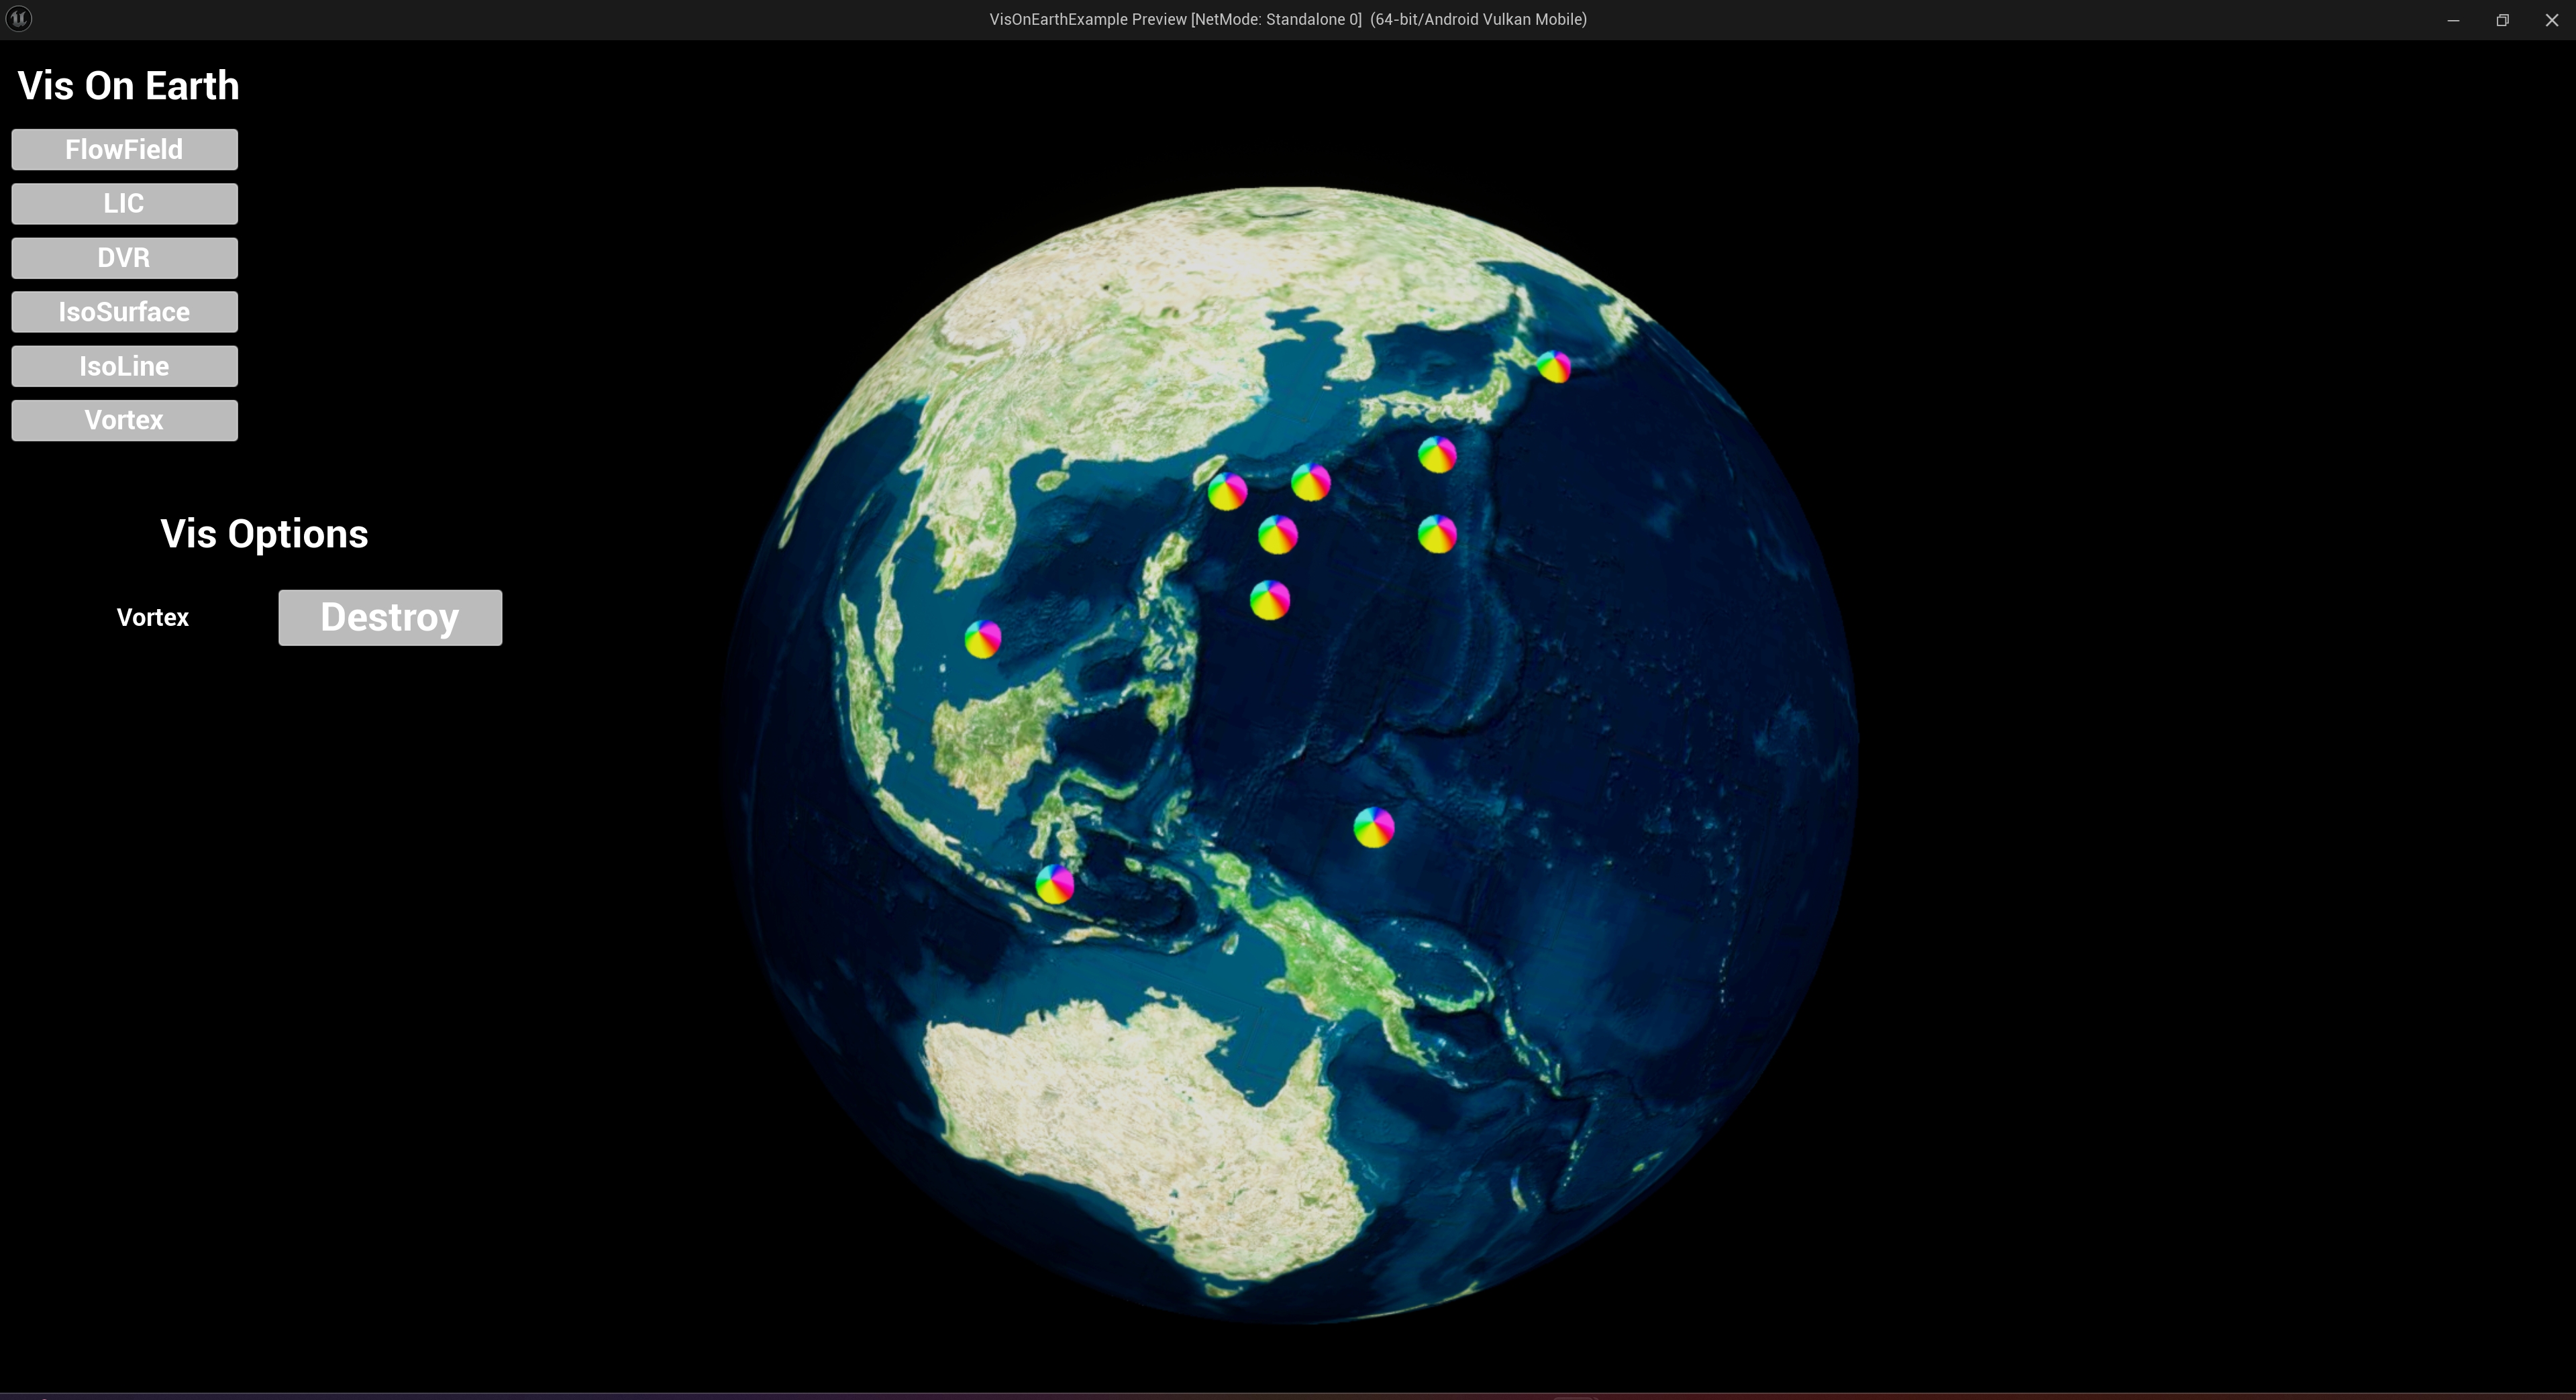 VisOnEarthExample Preview [NetMode: Standalone 0] (64-bit/Android Vulkan Mobile)
Vis On Earth
FlowField
LIC
DVR
IsoSurface
IsoLine
Vortex
Vis Options
Vortex Destroy